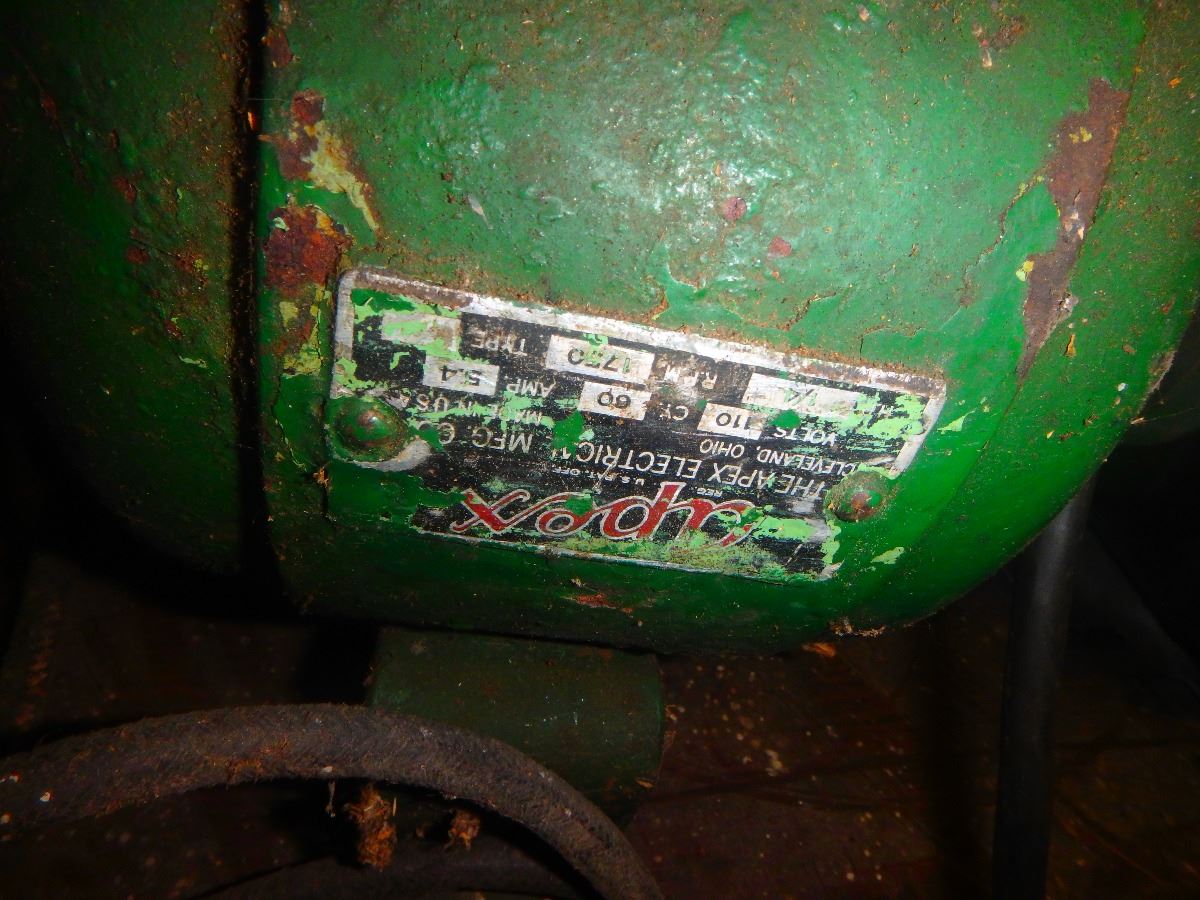 apex
REG. U.S. PAT. OFF.
THE APEX ELECTRIC'L MFG. CO.
CLEVELAND, OHIO MADE IN U.S.A.
VOLTS 110 CY. 60 AMP 5.4
H.P. 1/4 R.P.M. 1750 TYPE